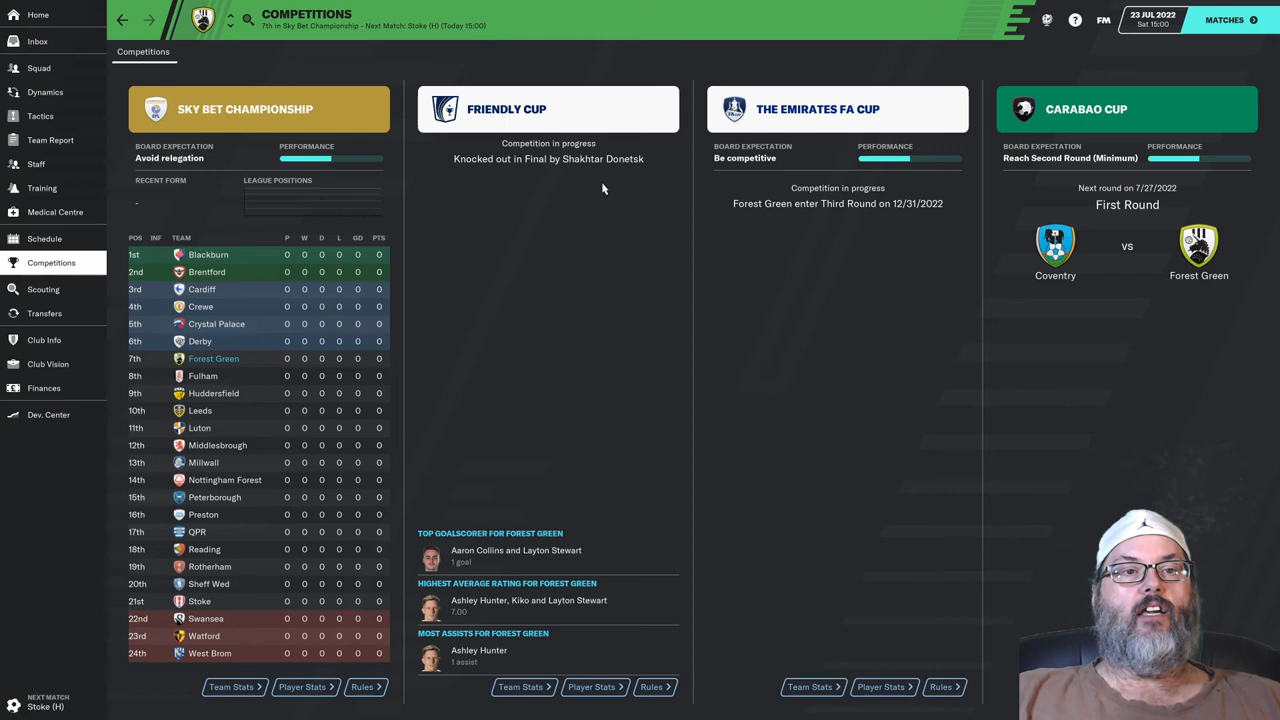 Home
Inbox
Squad
Dynamics
Tactics
Team Report
Staff
Training
Medical Centre
Schedule
Competitions
Scouting
Transfers
Club Info
Club Vision
Finances
Dev. Center
NEXT MATCH
Stoke (H)
COMPETITIONS
7th in Sky Bet Championship - Next Match: Stoke (H) (Today 15:00)
?
FM
23 JUL 2022
Sat 15:00
MATCHES
Competitions
SKY BET CHAMPIONSHIP
BOARD EXPECTATION
Avoid relegation
PERFORMANCE
RECENT FORM
-
LEAGUE POSITIONS
POS INF TEAM P W D L GD PTS
1st Blackburn 0 0 0 0 0 0
2nd Brentford 0 0 0 0 0 0
3rd Cardiff 0 0 0 0 0 0
4th Crewe 0 0 0 0 0 0
5th Crystal Palace 0 0 0 0 0 0
6th Derby 0 0 0 0 0 0
7th Forest Green 0 0 0 0 0 0
8th Fulham 0 0 0 0 0 0
9th Huddersfield 0 0 0 0 0 0
10th Leeds 0 0 0 0 0 0
11th Luton 0 0 0 0 0 0
12th Middlesbrough 0 0 0 0 0 0
13th Millwall 0 0 0 0 0 0
14th Nottingham Forest 0 0 0 0 0 0
15th Peterborough 0 0 0 0 0 0
16th Preston 0 0 0 0 0 0
17th QPR 0 0 0 0 0 0
18th Reading 0 0 0 0 0 0
19th Rotherham 0 0 0 0 0 0
20th Sheff Wed 0 0 0 0 0 0
21st Stoke 0 0 0 0 0 0
22nd Swansea 0 0 0 0 0 0
23rd Watford 0 0 0 0 0 0
24th West Brom 0 0 0 0 0 0
Team Stats Player Stats Rules
FRIENDLY CUP
Competition in progress
Knocked out in Final by Shakhtar Donetsk
TOP GOALSCORER FOR FOREST GREEN
Aaron Collins and Layton Stewart
1 goal
HIGHEST AVERAGE RATING FOR FOREST GREEN
Ashley Hunter, Kiko and Layton Stewart
7.00
MOST ASSISTS FOR FOREST GREEN
Ashley Hunter
1 assist
Team Stats Player Stats Rules
THE EMIRATES FA CUP
BOARD EXPECTATION
Be competitive
PERFORMANCE
Competition in progress
Forest Green enter Third Round on 12/31/2022
Team Stats Player Stats Rules
CARABAO CUP
BOARD EXPECTATION
Reach Second Round (Minimum)
PERFORMANCE
Next round on 7/27/2022
First Round
Coventry
VS
Forest Green